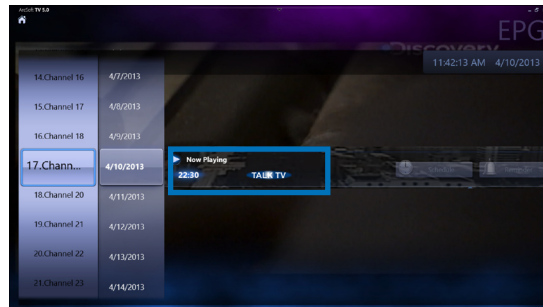 ArcSoft TV 5.0
EPG
Discovery
11:42:13 AM 4/10/2013
14.Channel 16 4/7/2013
15.Channel 17 4/8/2013
16.Channel 18 4/9/2013
17.Chann... 4/10/2013
Now Playing
22:30 TALK TV
18.Channel 20 4/11/2013
19.Channel 21 4/12/2013
20.Channel 22 4/13/2013
21.Channel 23 4/14/2013